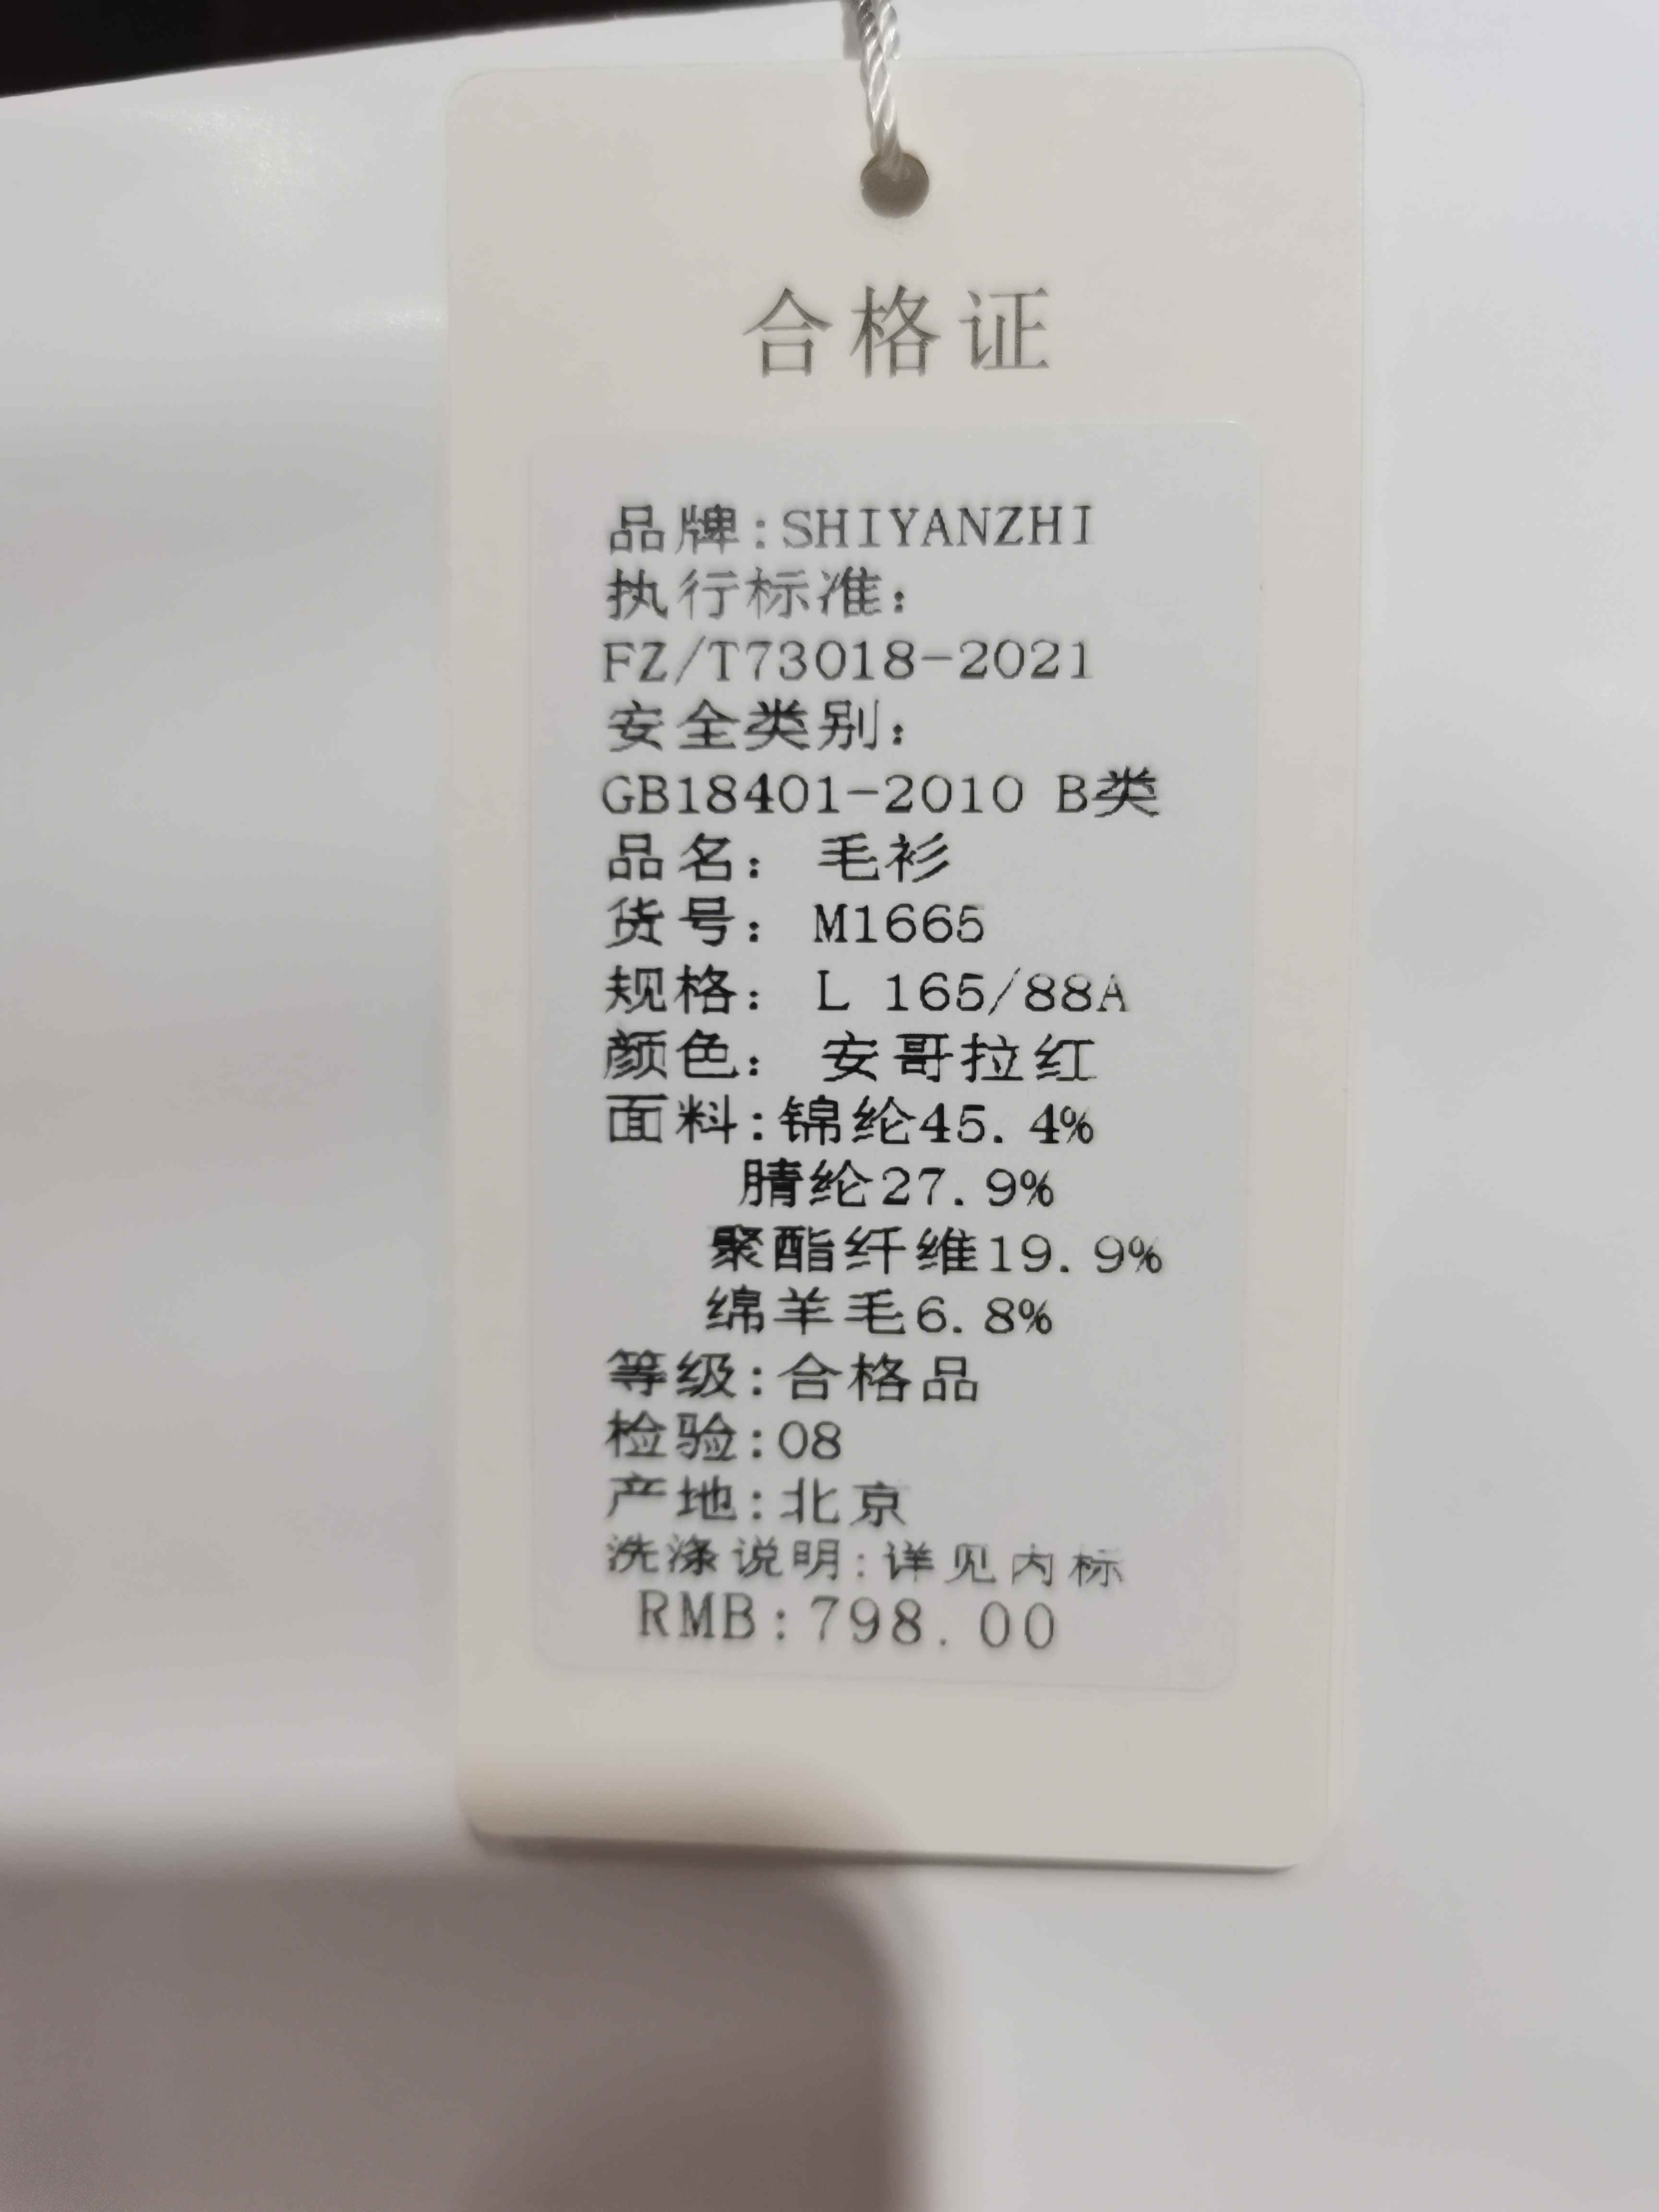 合格证
品牌:SHIYANZHI
执行标准:
FZ/T73018-2021
安全类别:
GB18401-2010 B类
品名: 毛衫
货号: M1665
规格: L 165/88A
颜色: 安哥拉红
面料:锦纶45.4%
腈纶27.9%
聚酯纤维19.9%
绵羊毛6.8%
等级:合格品
检验:08
产地:北京
洗涤说明:详见内标
RMB:798.00